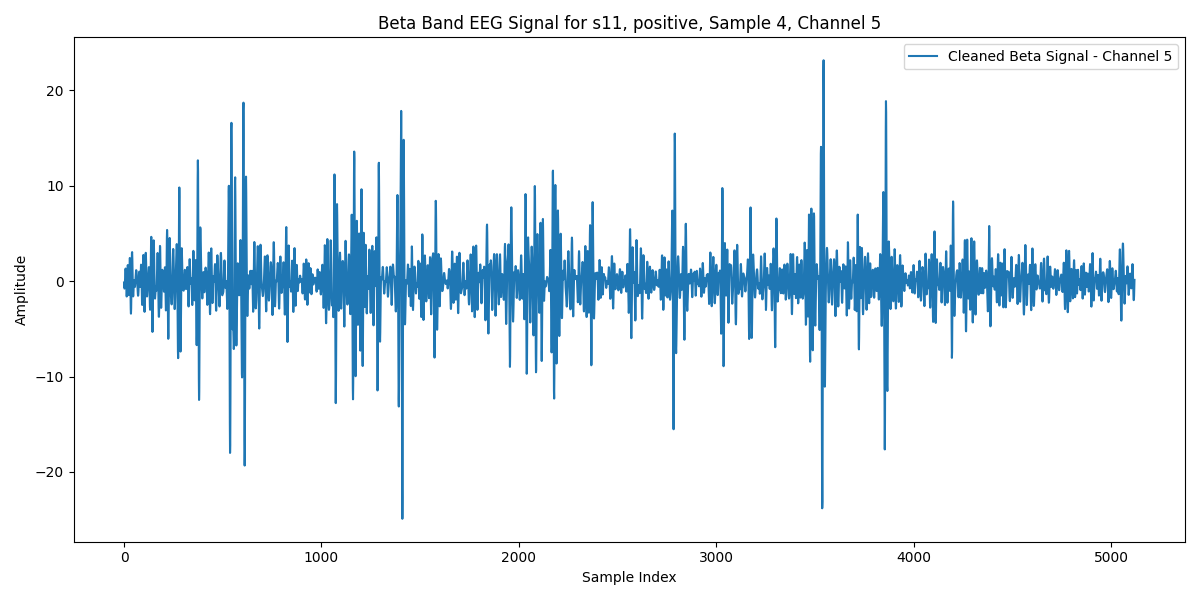 Beta Band EEG Signal for s11, positive, Sample 4, Channel 5
Cleaned Beta Signal - Channel 5
20
10
0
−10
−20
Amplitude
0 1000 2000 3000 4000 5000
Sample Index